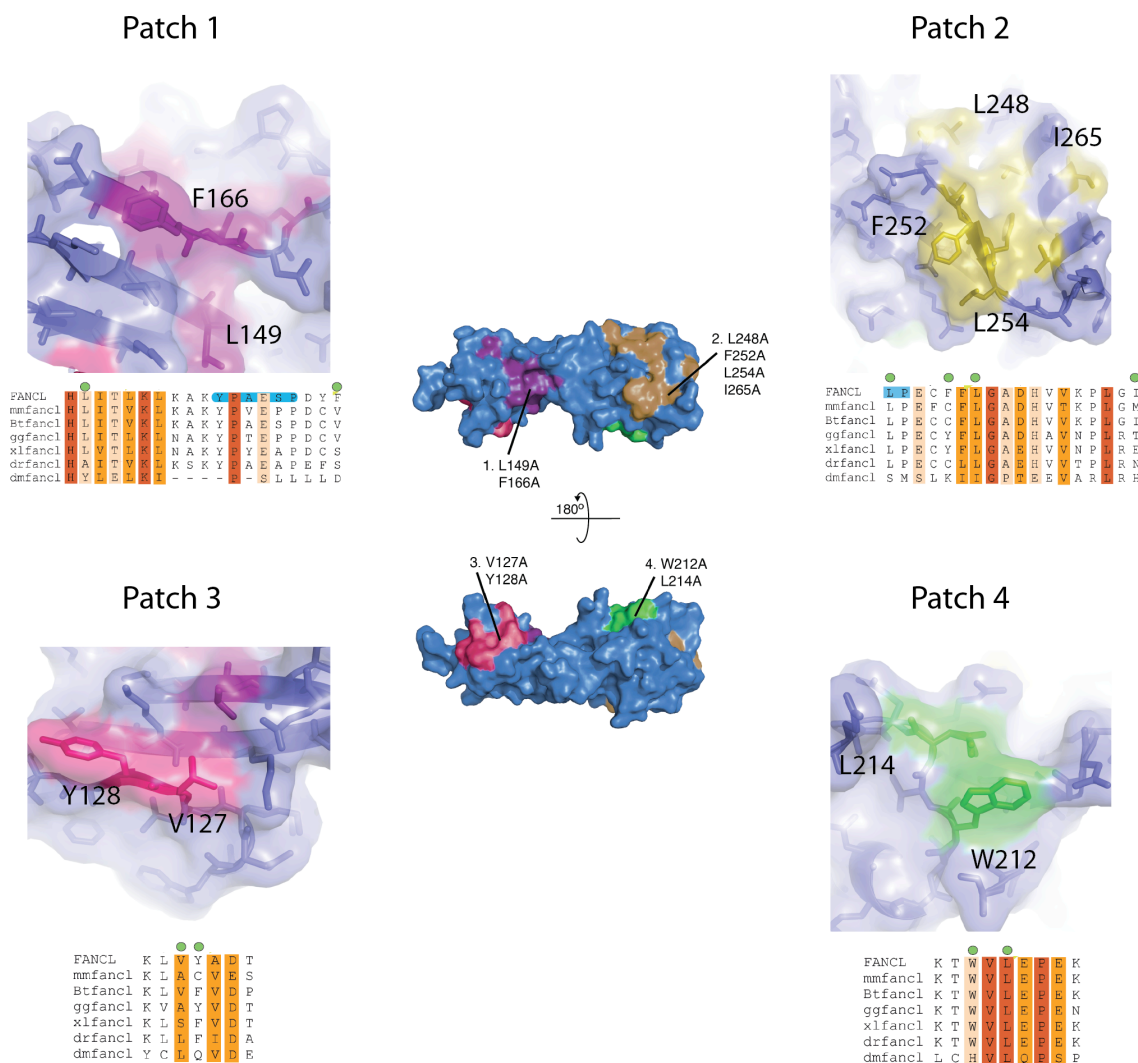 Patch 1
Patch 2
F166
L149
L248
I265
F252
L254
FANCL H L I T V K L K A K Y P A E S P D Y F
mmfancl H L I T V K L K A K Y P V E P P D C V
Btfancl H L I T V K L K A K Y P V E S P D C V
ggfancl H L I T L K L N A K Y P T E P P D C V
xlfancl H L V T L K L K A K Y P A E S P D C S
drfancl H A I T V K L K S K Y P A E A P E F S
dmfancl H Y L E L K I - - - - P - S L L L L D
FANCL L P E C F F L G A D H V V K P L G I
mmfancl L P E F C F L G A D H V V K P L G M
Btfancl L P E C C F L G A D H V V K P L G I
ggfancl L P E C Y F L G A D H A V N P L R T
xlfancl L P E C Y F L G A D H V V N P L R E
drfancl L P E C C L L G A E H V V T P R N
dmfancl S M S L K I I G P T E E V A R L R H
2. L248A
F252A
L254A
I265A
1. L149A
F166A
180º
3. V127A
Y128A
4. W212A
L214A
Patch 3
Patch 4
Y128
V127
L214
W212
FANCL K L V Y A D T
mmfancl K L A C V E S
Btfancl K L V F V D P
ggfancl K V A Y V D T
xlfancl K L S F V D T
drfancl K L L F I D A
dmfancl Y C L Q V D E
FANCL K T W V L E P E K
mmfancl K T W V L E P E K
Btfancl K T W V L E P E K
ggfancl K T W V L E P E N
xlfancl K T W V L E P E K
drfancl K T W V L E P E K
dmfancl L C H V L Q P S P